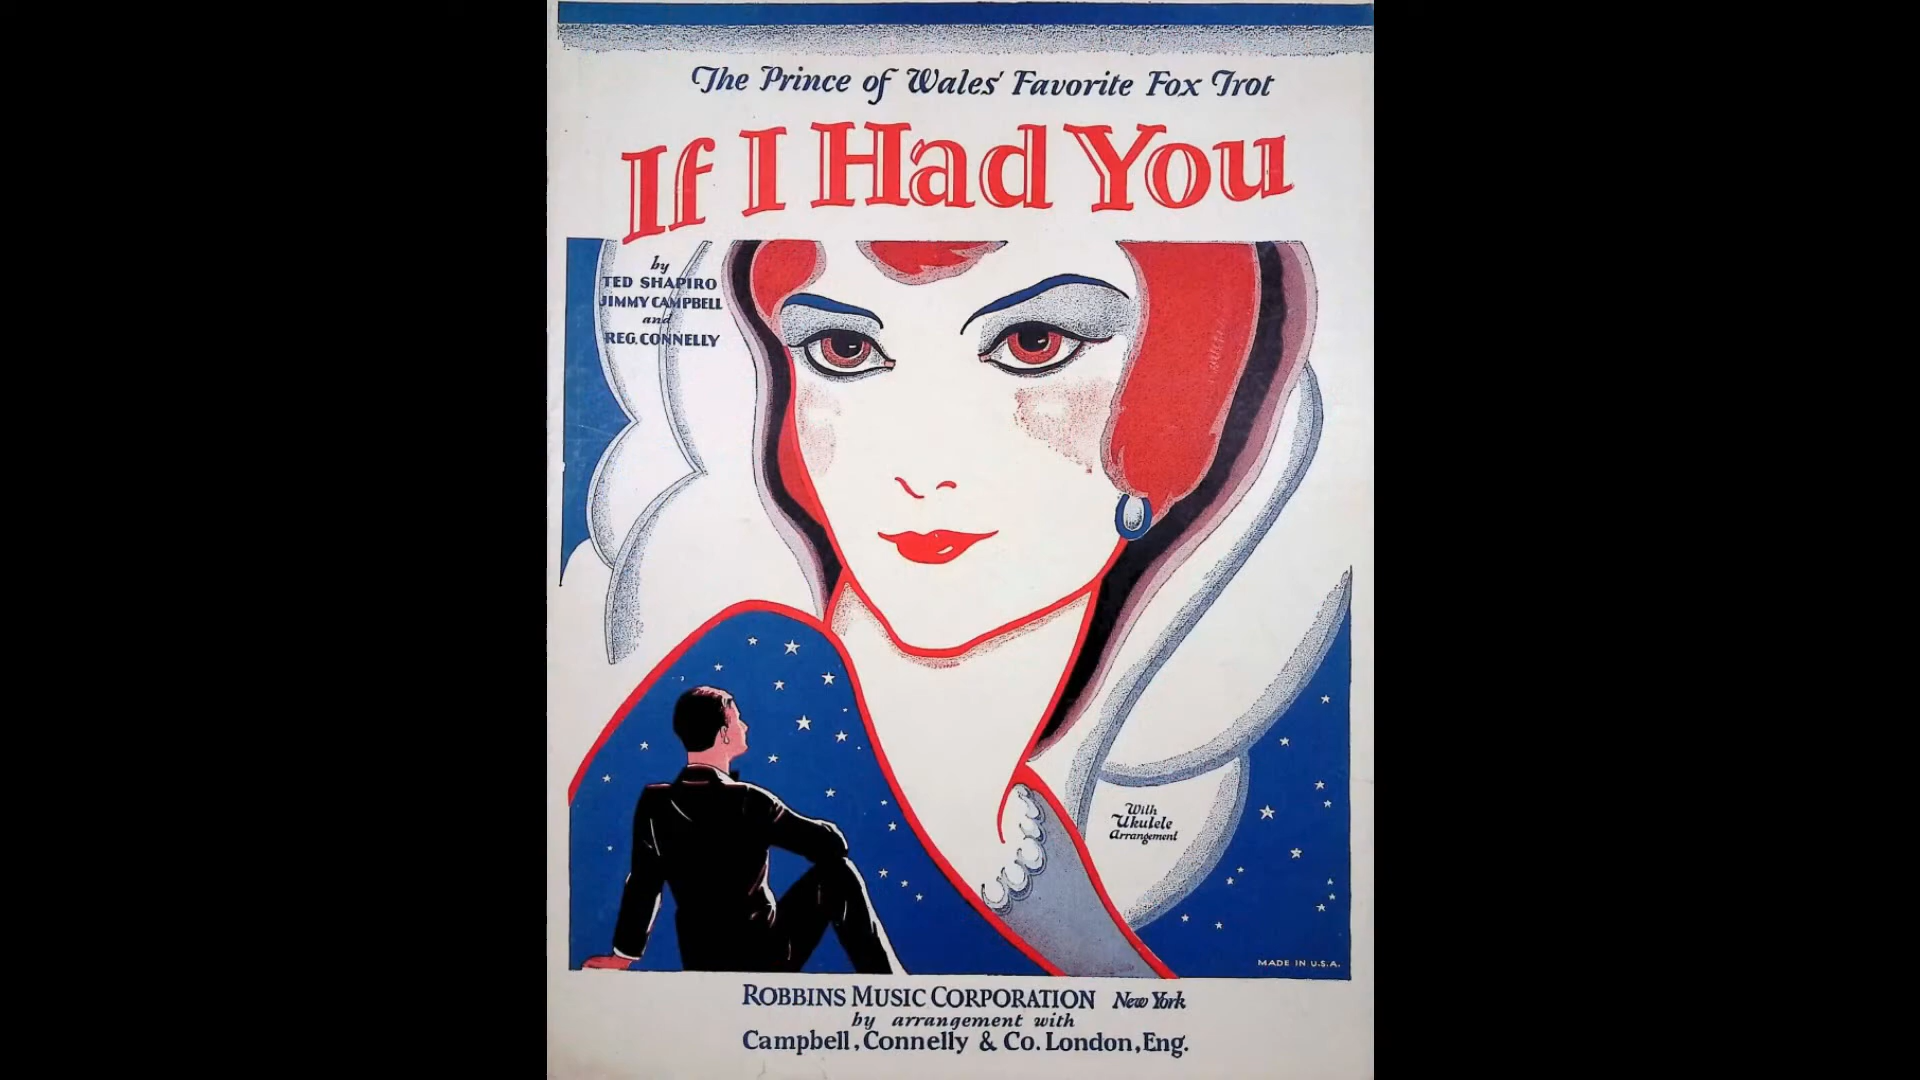 The Prince of Wales' Favorite Fox Trot
If I Had You
by
TED SHAPIRO
JIMMY CAMPBELL
and
REG. CONNELLY
With
Ukulele
Arrangement
MADE IN U.S.A.
ROBBINS MUSIC CORPORATION New York
by arrangement with
Campbell, Connelly & Co. London, Eng.